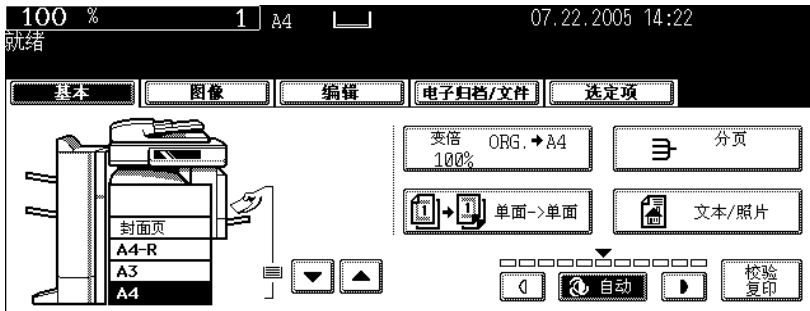 100 % 1 A4 07.22.2005 14:22
就绪
基本 图像 编辑 电子归档/文件 选定项
变倍 ORG.➔A4
100%
分页
1➔1 单面->单面
文本/照片
封面页
A4-R
A3
A4
自动
校验
复印